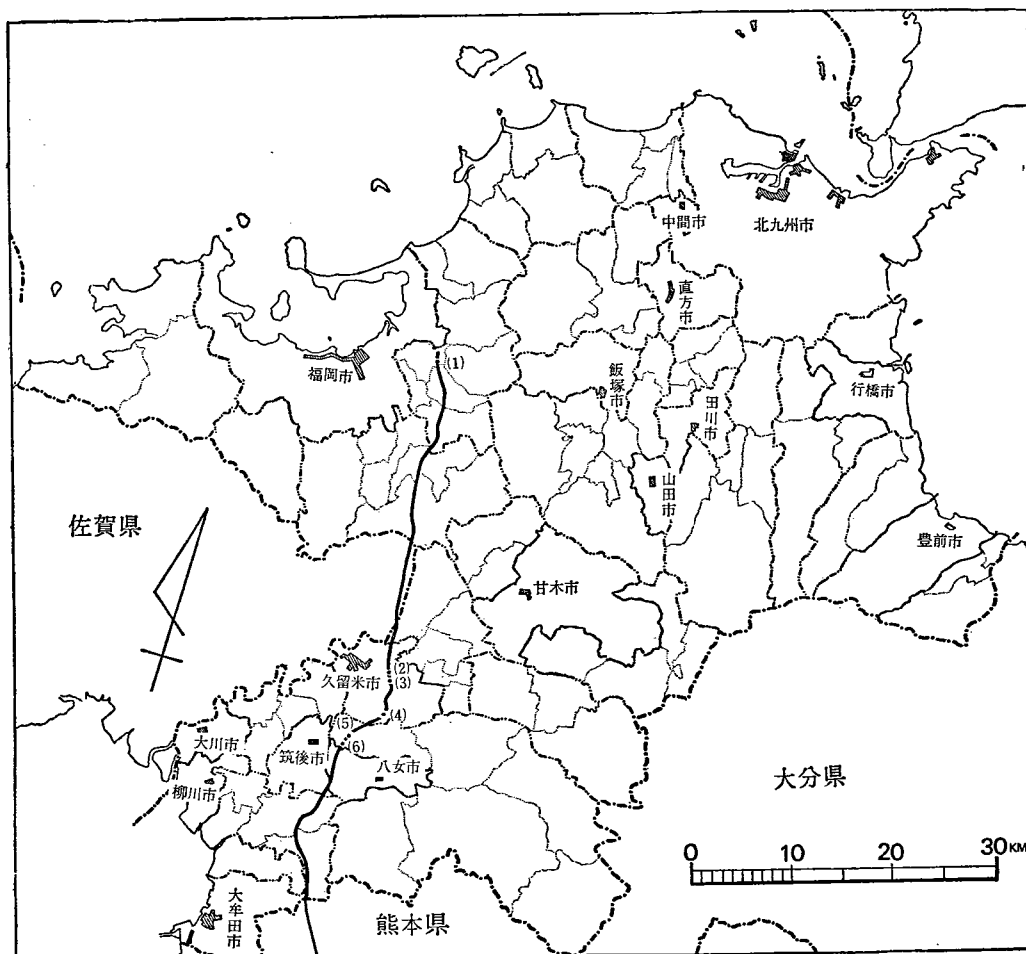 中間市
北九州市
直方市
福岡市
(1)
飯塚市
田川市
行橋市
山田市
佐賀県
豊前市
甘木市
久留米市
(2)
(3)
(4)
(5)
(6)
大川市
筑後市
八女市
柳川市
大分県
0 10 20 30 KM
大牟田市
熊本県